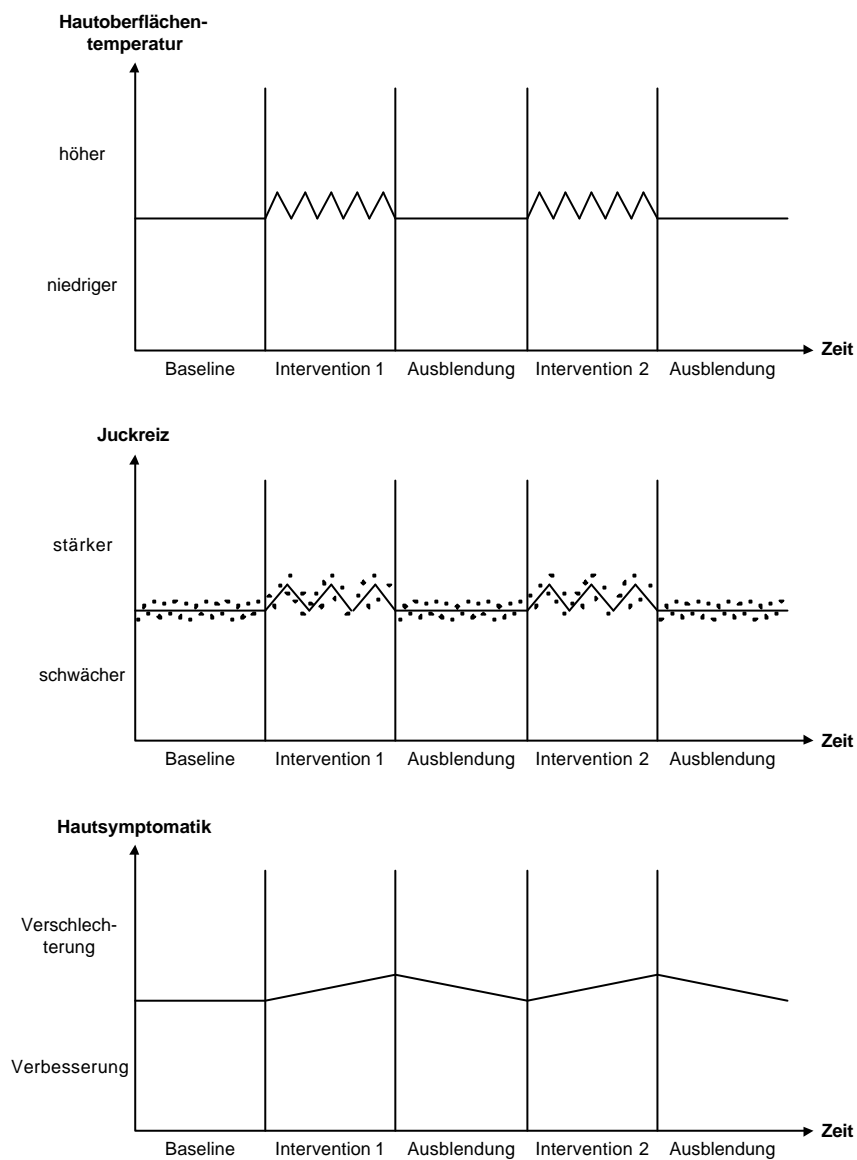 Hautoberflächen-
temperatur
höher
niedriger
Zeit
Baseline Intervention 1 Ausblendung Intervention 2 Ausblendung
Juckreiz
stärker
schwächer
Zeit
Baseline Intervention 1 Ausblendung Intervention 2 Ausblendung
Hautsymptomatik
Verschlech-
terung
Verbesserung
Zeit
Baseline Intervention 1 Ausblendung Intervention 2 Ausblendung